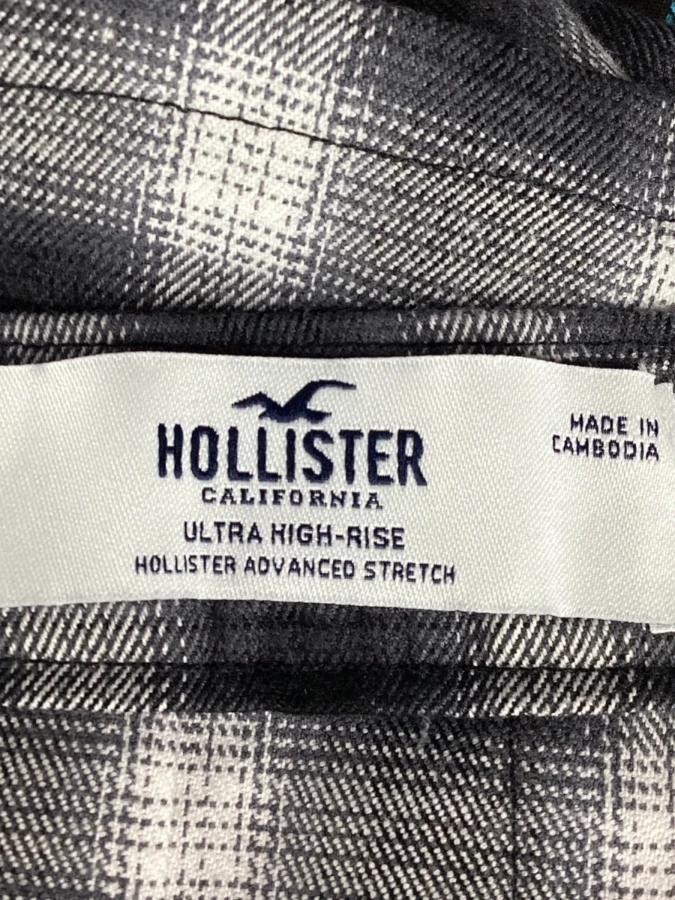 HOLLISTER
CALIFORNIA
ULTRA HIGH-RISE
HOLLISTER ADVANCED STRETCH
MADE IN
CAMBODIA